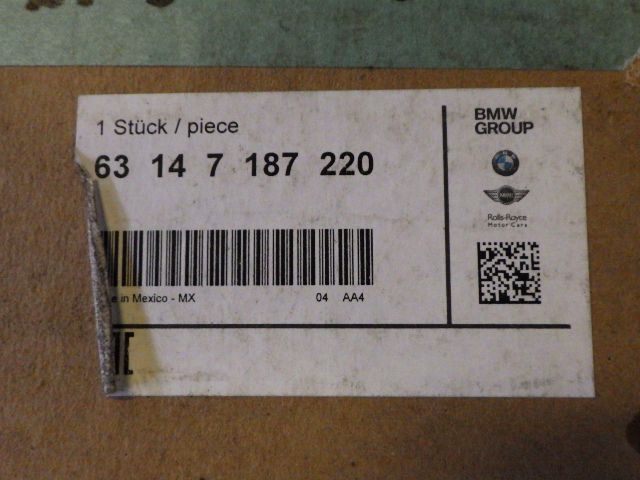 1 Stück / piece
63 14 7 187 220
in Mexico - MX
04 AA4
BMW
GROUP
Rolls-Royce
Motor Cars